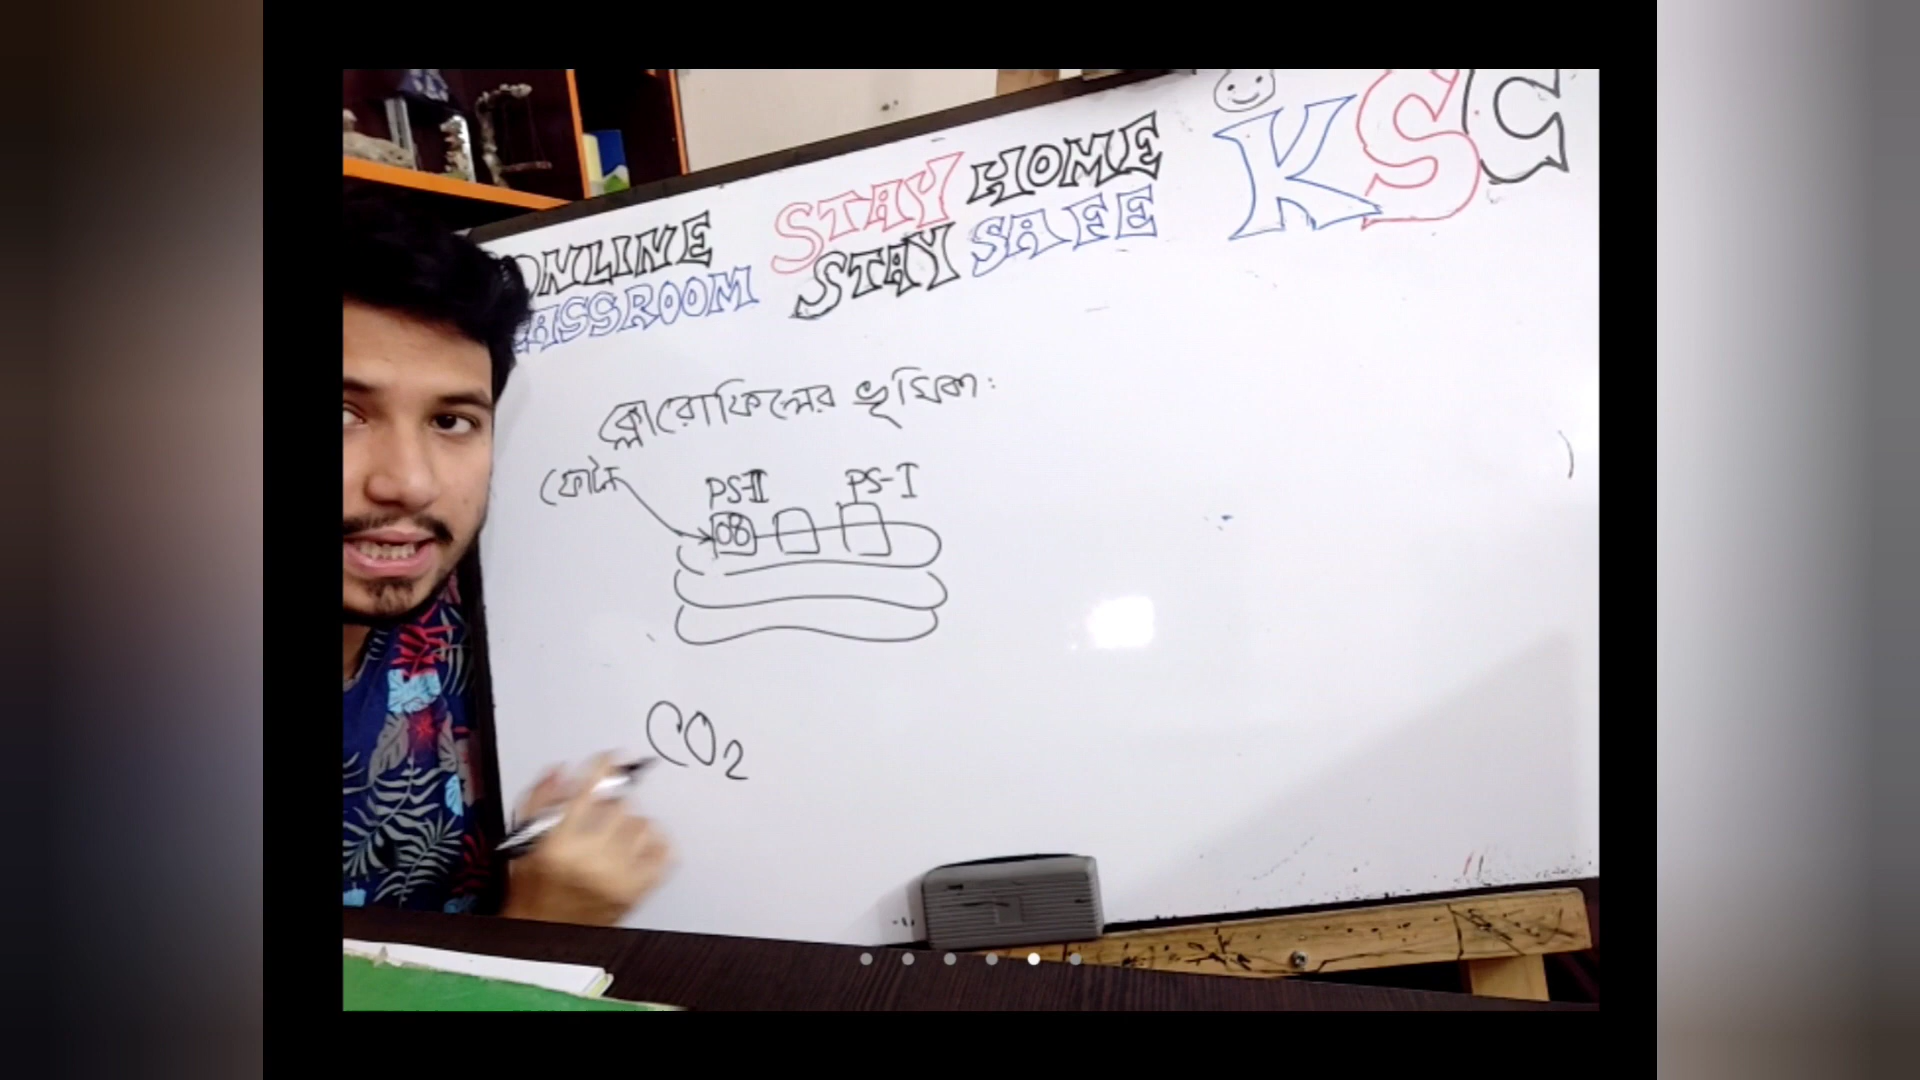 ONLINE STAY HOME KSC
CLASSROOM STAY SAFE
ক্লোরোফিলের ভূমিকা:
ফোটন
PS-II PS-I
CO2